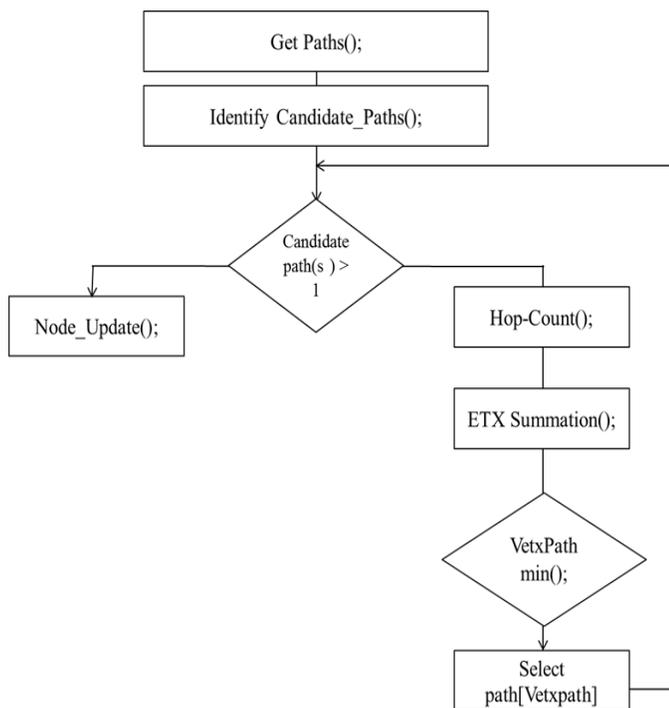 Get Paths();
Identify Candidate_Paths();
Candidate
path(s ) >
1
Node_Update();
Hop-Count();
ETX Summation();
VetxPath
min();
Select
path[Vetxpath]